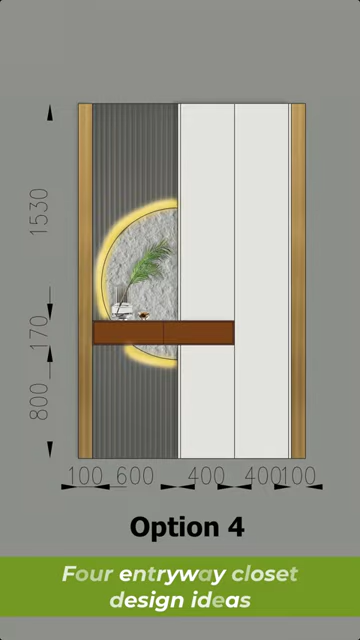 1530
170
800
100 600 400 400 100
Option 4
Four entryway closet
design ideas